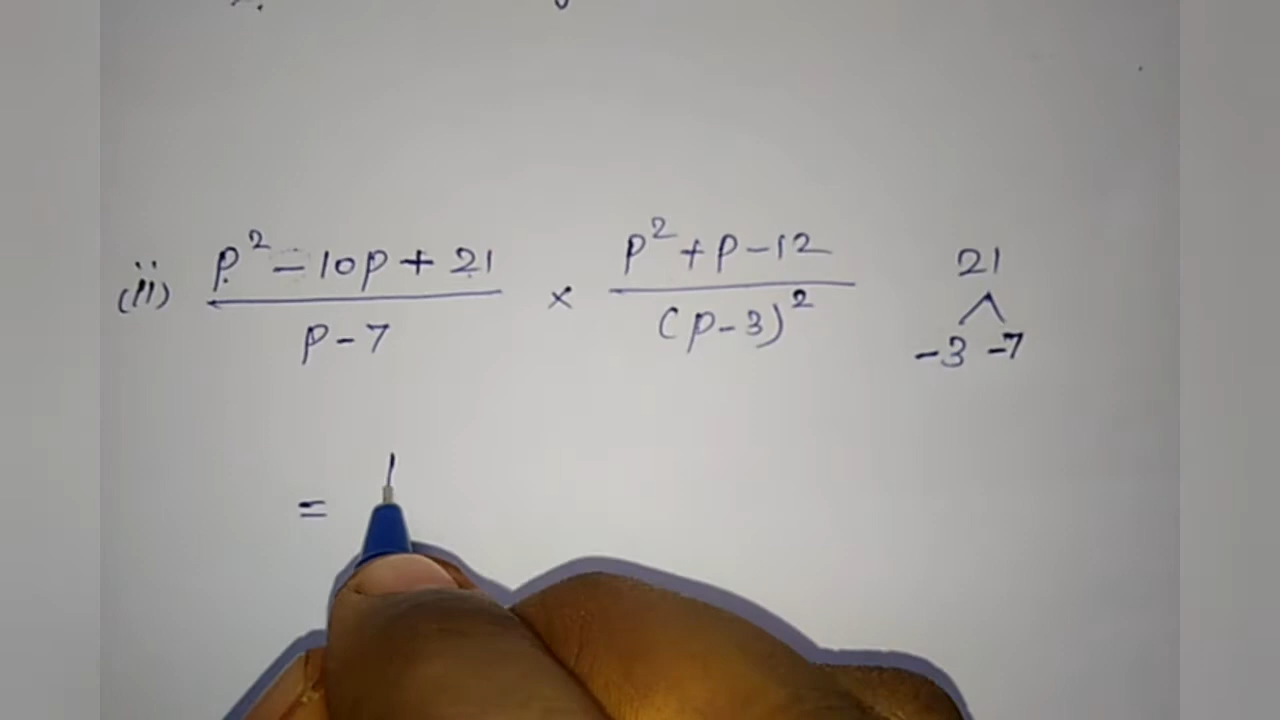 (ii) p² - 10p + 21 / p - 7 × p² + p - 12 / (p - 3)²
21
-3 -7
=